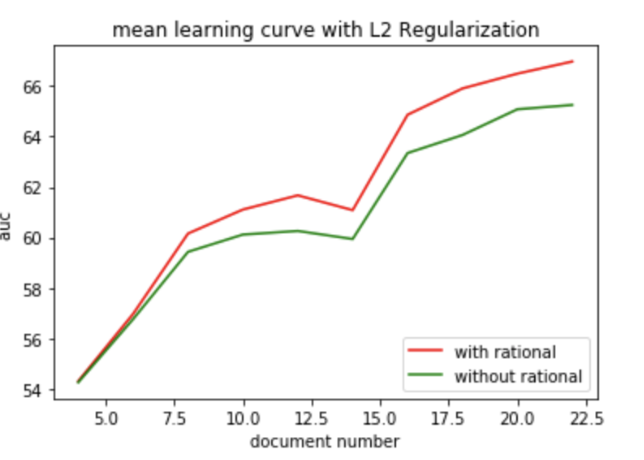 mean learning curve with L2 Regularization
66
64
62
60
58
56
54
auc
with rational
without rational
5.0 7.5 10.0 12.5 15.0 17.5 20.0 22.5
document number